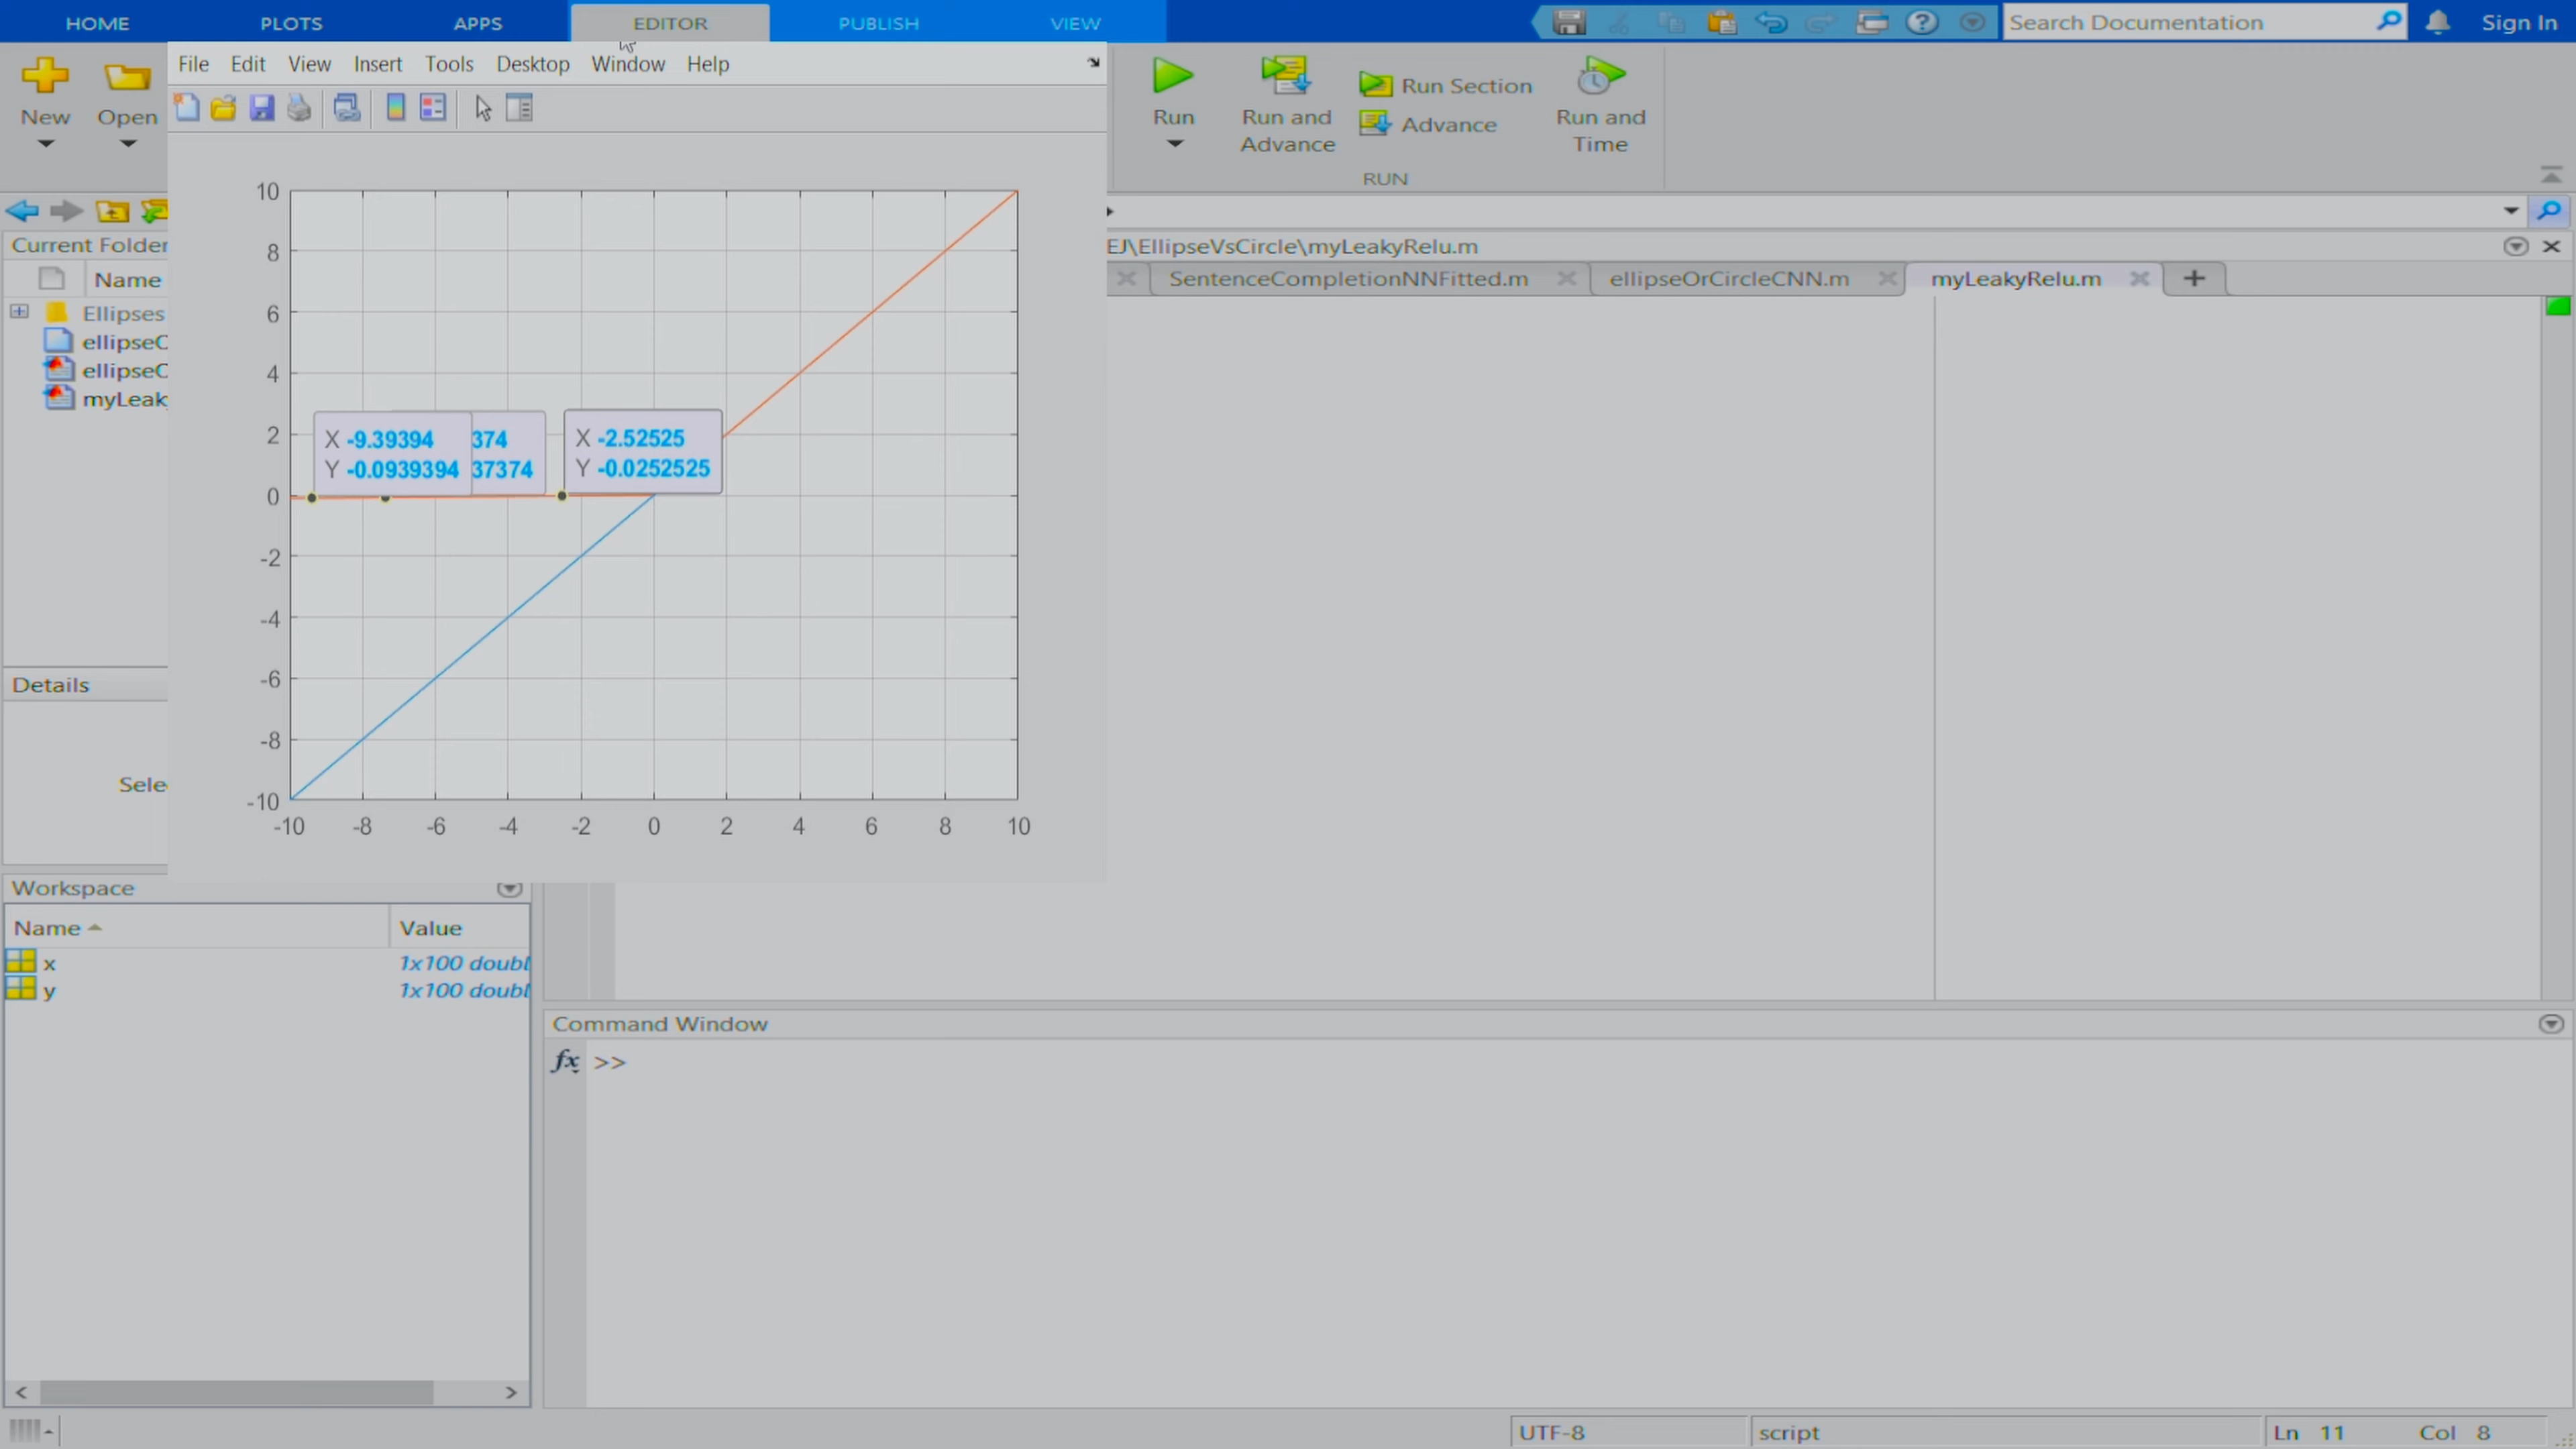 HOME PLOTS APPS EDITOR PUBLISH VIEW Search Documentation Sign In
File Edit View Insert Tools Desktop Window Help
New Open Run Run and Advance Run Section Advance Run and Time
RUN
Current Folder
EJ\EllipseVsCircle\myLeakyRelu.m
SentenceCompletionNNFitted.m ellipseOrCircleCNN.m myLeakyRelu.m
Name
Ellipses
ellipseO
ellipseO
myLeak
Details
Sele
10
8
6
4
2
0
-2
-4
-6
-8
-10
X -9.39394
Y -0.0939394
374
37374
X -2.52525
Y -0.0252525
-10 -8 -6 -4 -2 0 2 4 6 8 10
Workspace
Name Value
x 1x100 doubl
y 1x100 doubl
Command Window
fx >>
UTF-8 script Ln 11 Col 8